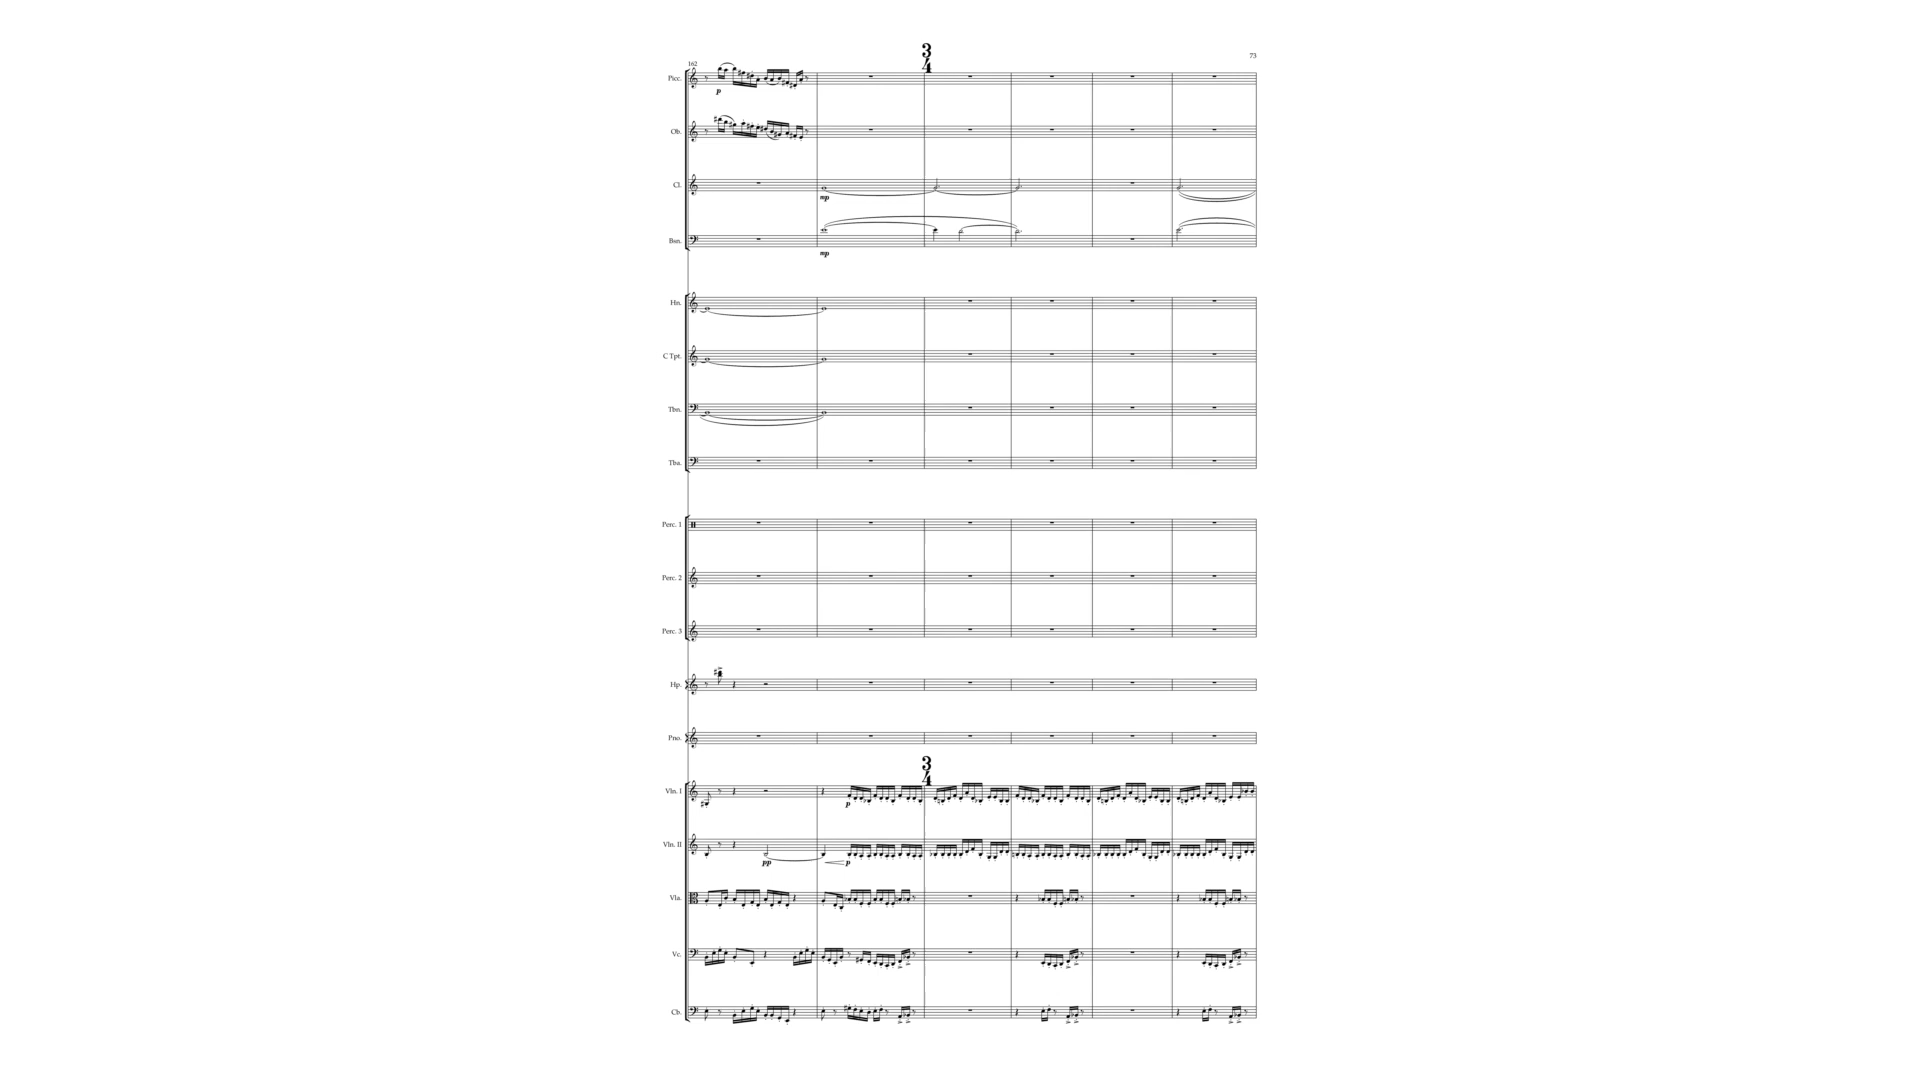 73
162
3
4
Picc.
p
Ob.
Cl.
mp
Bsn.
mp
Hn.
C Tpt.
Tbn.
Tba.
Perc. 1
Perc. 2
Perc. 3
Hp.
Pno.
3
4
Vln. I
p
Vln. II
pp
p
Vla.
Vc.
Cb.